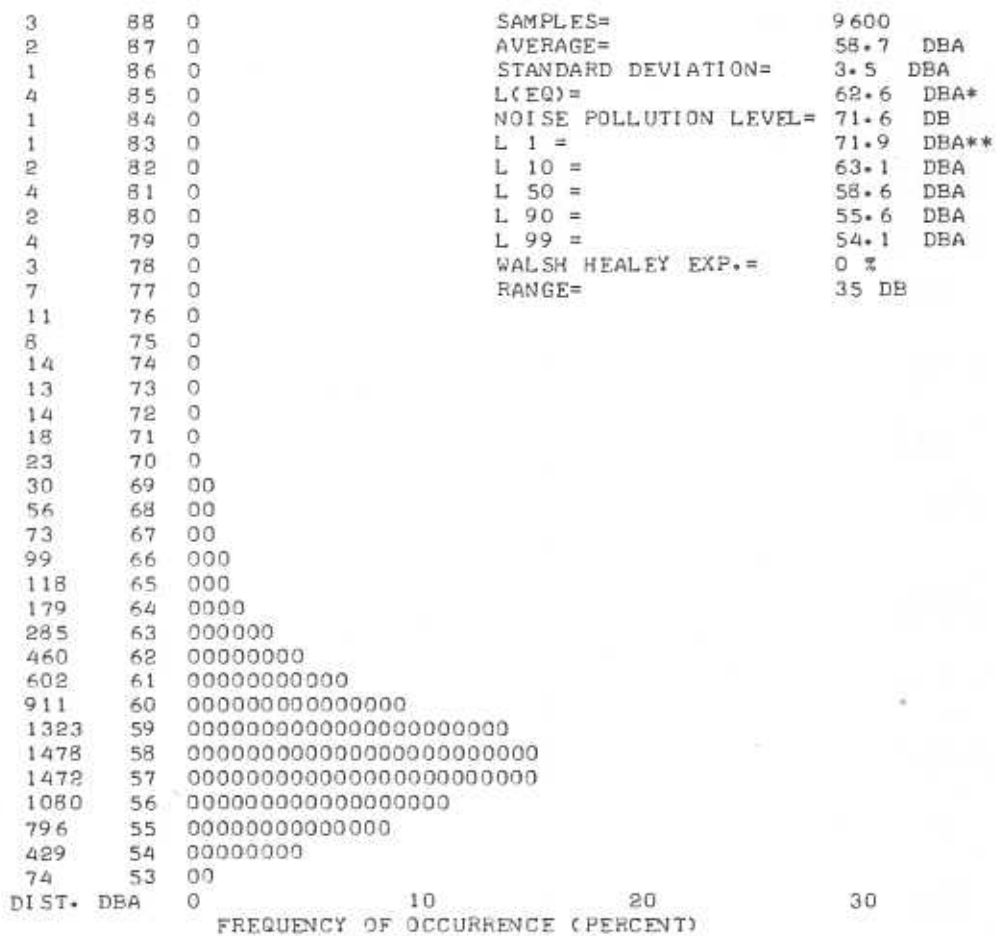 3 88 0 SAMPLES= 9600
2 87 0 AVERAGE= 58.7 DBA
1 86 0 STANDARD DEVIATION= 3.5 DBA
4 85 0 L(EQ)= 62.6 DBA*
1 84 0 NOISE POLLUTION LEVEL= 71.6 DB
1 83 0 L 1 = 71.9 DBA**
2 82 0 L 10 = 63.1 DBA
4 81 0 L 50 = 58.6 DBA
2 80 0 L 90 = 55.6 DBA
4 79 0 L 99 = 54.1 DBA
3 78 0 WALSH HEALEY EXP.= 0 %
7 77 0 RANGE= 35 DB
11 76 0
8 75 0
14 74 0
13 73 0
14 72 0
18 71 0
23 70 0
30 69 00
56 68 00
73 67 00
99 66 000
118 65 000
179 64 0000
285 63 000000
460 62 00000000
602 61 00000000000
911 60 000000000000000
1323 59 0000000000000000000000
1478 58 000000000000000000000000
1472 57 000000000000000000000000
1080 56 000000000000000000
796 55 00000000000000
429 54 00000000
74 53 00
DIST. DBA 0 10 20 30
FREQUENCY OF OCCURRENCE (PERCENT)